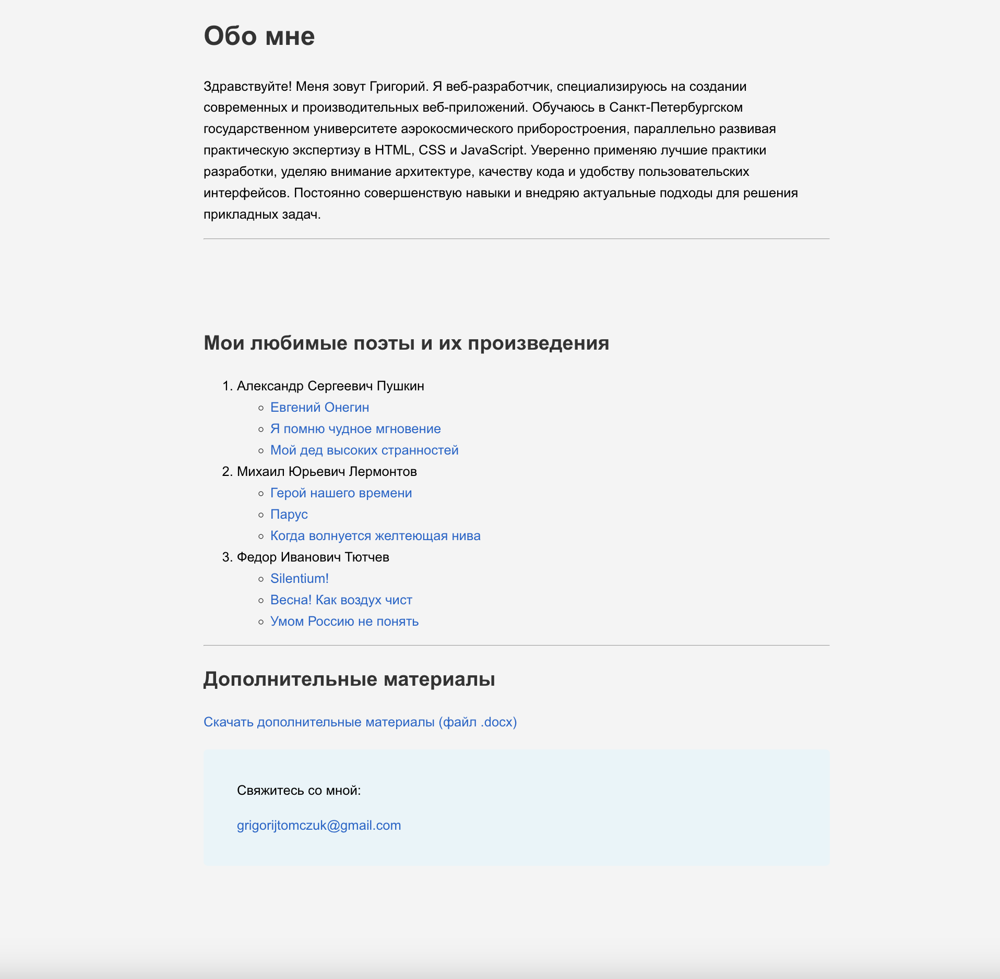 Обо мне
Здравствуйте! Меня зовут Григорий. Я веб-разработчик, специализируюсь на создании
современных и производительных веб-приложений. Обучаюсь в Санкт-Петербургском
государственном университете аэрокосмического приборостроения, параллельно развивая
практическую экспертизу в HTML, CSS и JavaScript. Уверенно применяю лучшие практики
разработки, уделяю внимание архитектуре, качеству кода и удобству пользовательских
интерфейсов. Постоянно совершенствую навыки и внедряю актуальные подходы для решения
прикладных задач.
Мои любимые поэты и их произведения
1. Александр Сергеевич Пушкин
Евгений Онегин
Я помню чудное мгновение
Мой дед высоких странностей
2. Михаил Юрьевич Лермонтов
Герой нашего времени
Парус
Когда волнуется желтеющая нива
3. Федор Иванович Тютчев
Silentium!
Весна! Как воздух чист
Умом Россию не понять
Дополнительные материалы
Скачать дополнительные материалы (файл .docx)
Свяжитесь со мной:
grigorijtomczuk@gmail.com